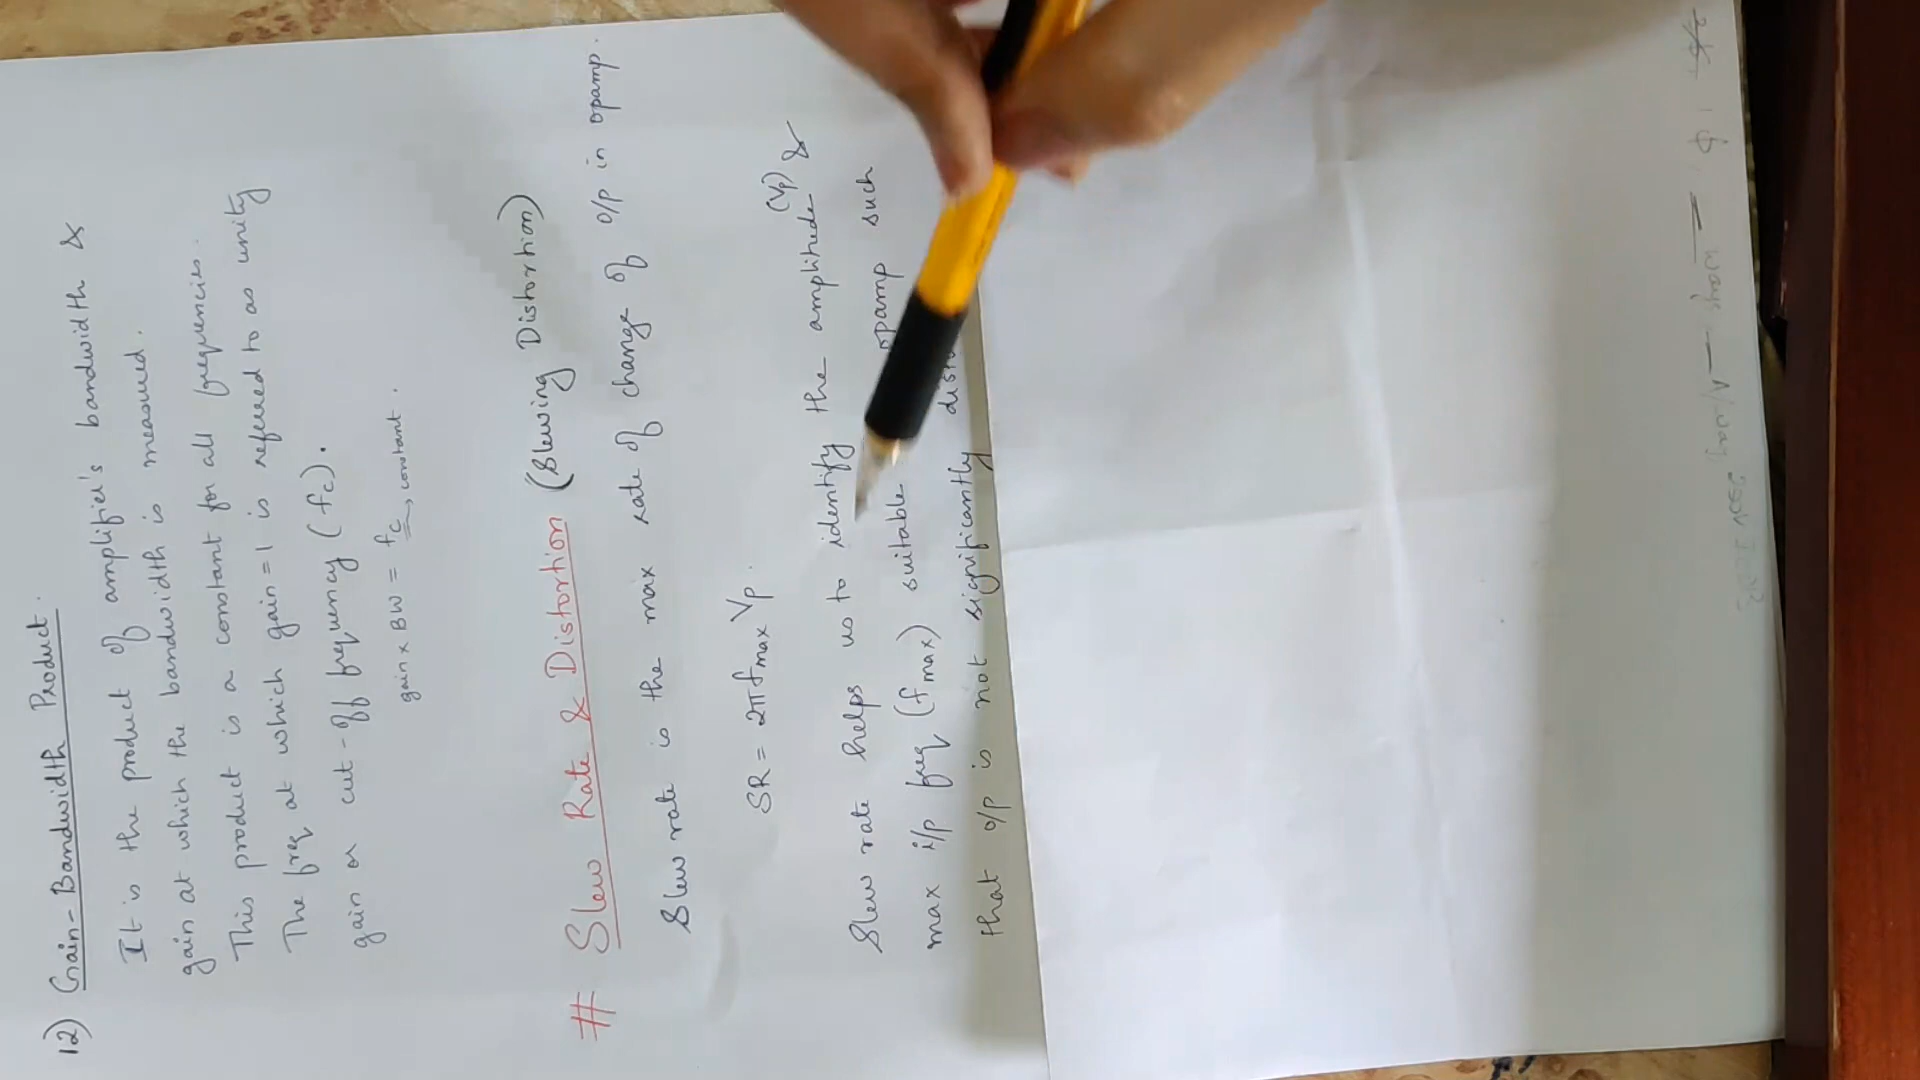 12) Gain-Bandwidth Product.
It is the product of amplifier's bandwidth &
gain at which the bandwidth is measured.
This product is a constant for all frequencies.
The freq at which gain = 1 is referred to as unity
gain or cut-off frequency (fc).
gain x BW = fc → constant.
# Slew Rate & Distortion (Slewing Distortion)
Slew rate is the max rate of change of o/p in opamp.
SR = 2πfmax Vp.
Slew rate helps us to identify the amplitude (Vp) &
max i/p freq (fmax) suitable opamp such
that o/p is not significantly